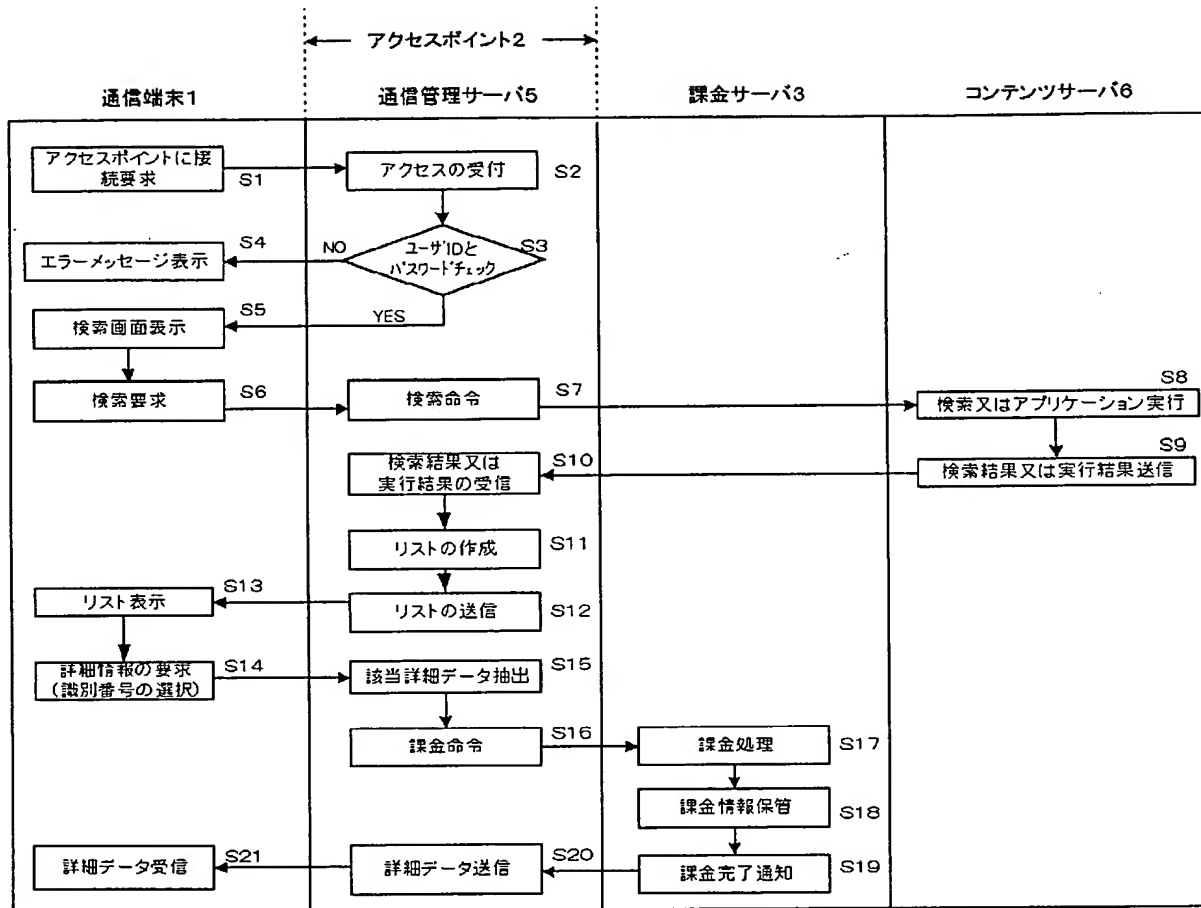 アクセスポイント2
通信端末1
通信管理サーバ5
課金サーバ3
コンテンツサーバ6
アクセスポイントに接
続要求
S1
アクセスの受付
S2
S4
エラーメッセージ表示
NO
ユーザIDと
パスワードチェック
S3
S5
検索画面表示
YES
検索要求
S6
検索命令
S7
S8
検索又はアプリケーション実行
S9
検索結果又は実行結果送信
検索結果又は
実行結果の受信
S10
リストの作成
S11
リストの送信
S12
S13
リスト表示
詳細情報の要求
(識別番号の選択)
S14
該当詳細データ抽出
S15
課金命令
S16
課金処理
S17
課金情報保管
S18
課金完了通知
S19
詳細データ送信
S20
詳細データ受信
S21